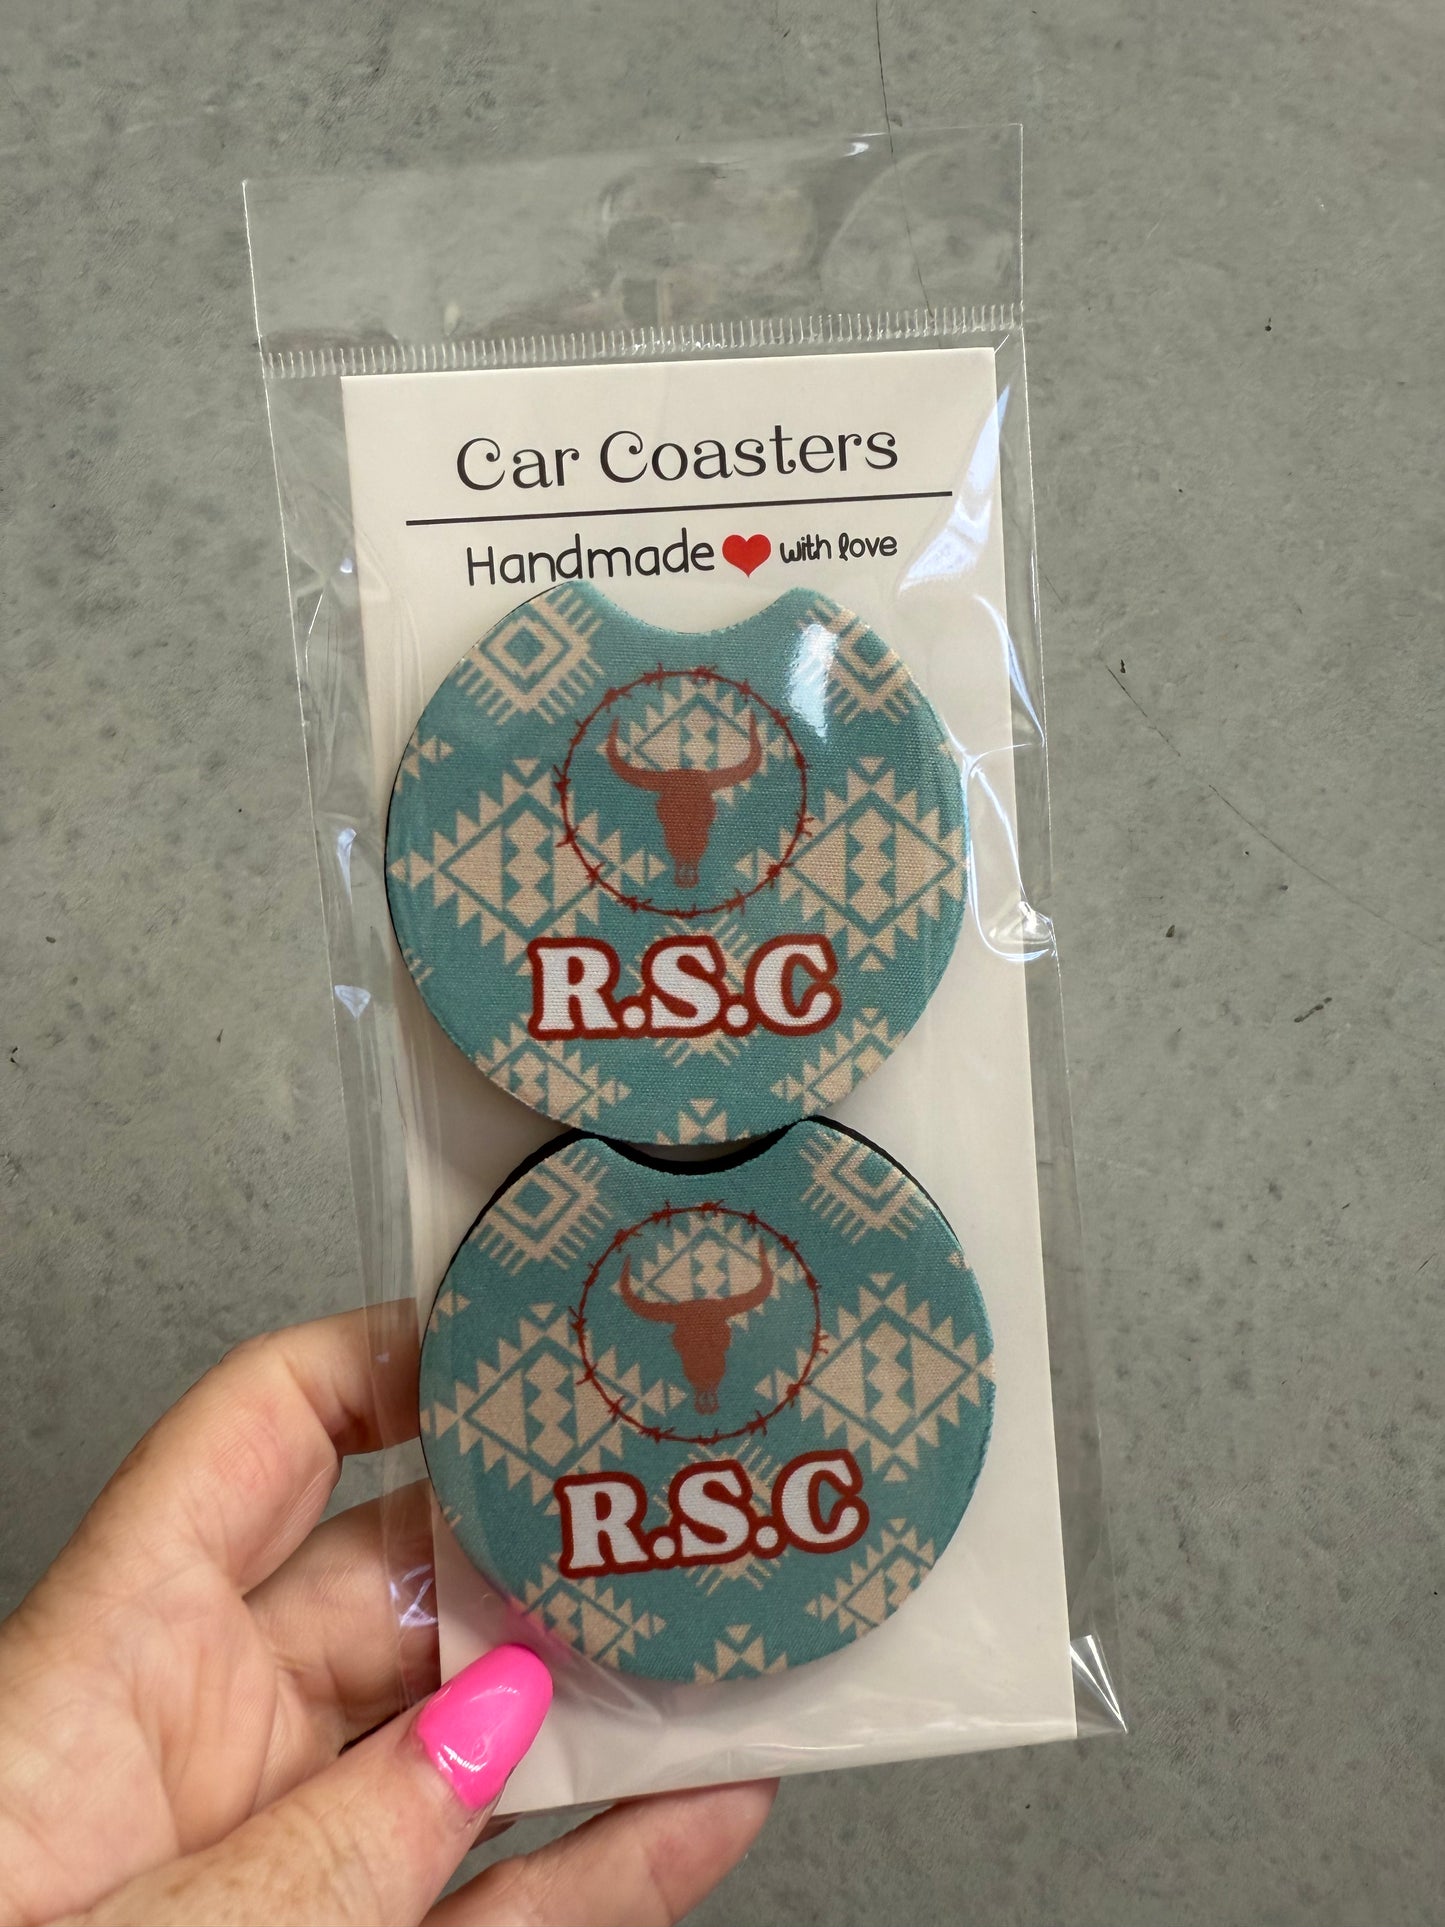 Car Coasters
Handmade ❤ with love
R.S.C
R.S.C